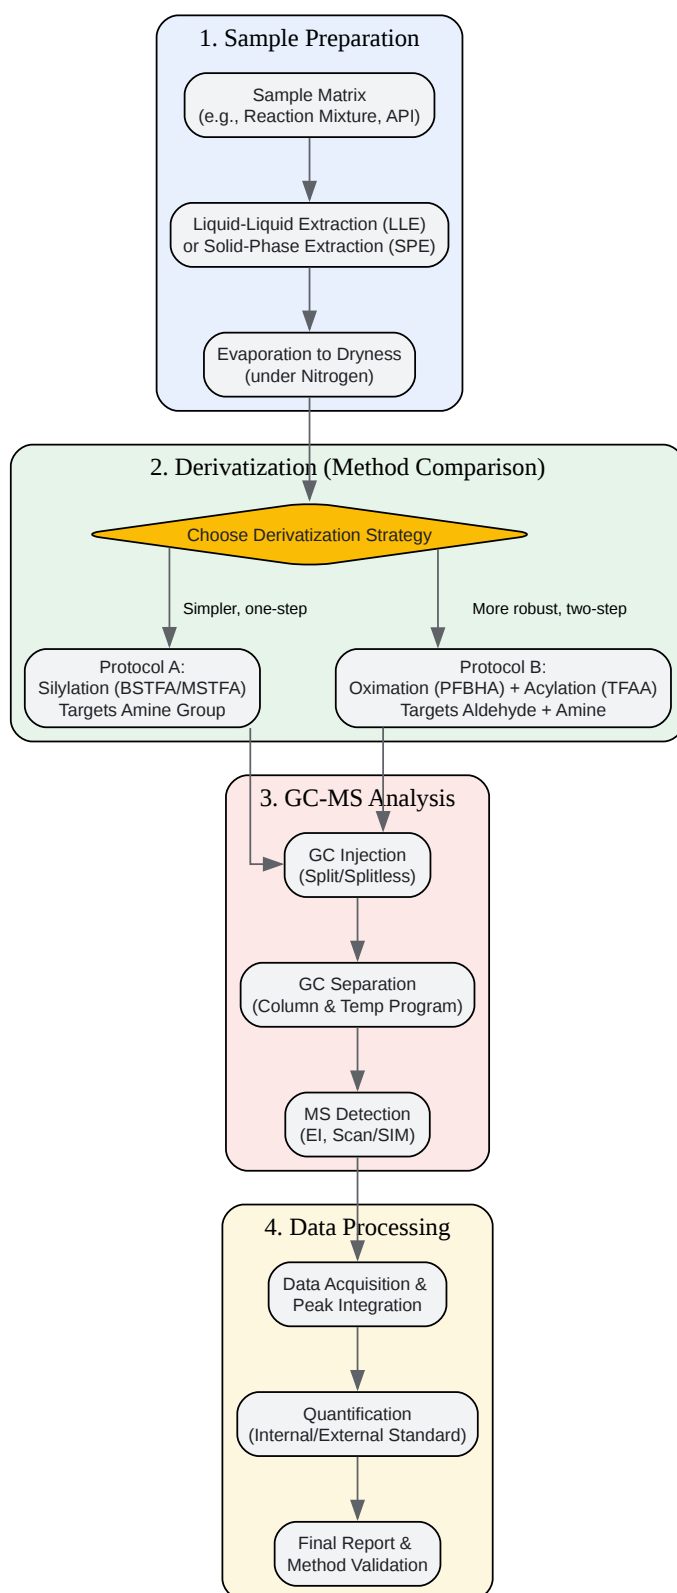 1. Sample Preparation
Sample Matrix
(e.g., Reaction Mixture, API)
Liquid-Liquid Extraction (LLE)
or Solid-Phase Extraction (SPE)
Evaporation to Dryness
(under Nitrogen)
2. Derivatization (Method Comparison)
Choose Derivatization Strategy
Simpler, one-step
More robust, two-step
Protocol A:
Silylation (BSTFA/MSTFA)
Targets Amine Group
Protocol B:
Oximation (PFBHA) + Acylation (TFAA)
Targets Aldehyde + Amine
3. GC-MS Analysis
GC Injection
(Split/Splitless)
GC Separation
(Column & Temp Program)
MS Detection
(EI, Scan/SIM)
4. Data Processing
Data Acquisition &
Peak Integration
Quantification
(Internal/External Standard)
Final Report &
Method Validation